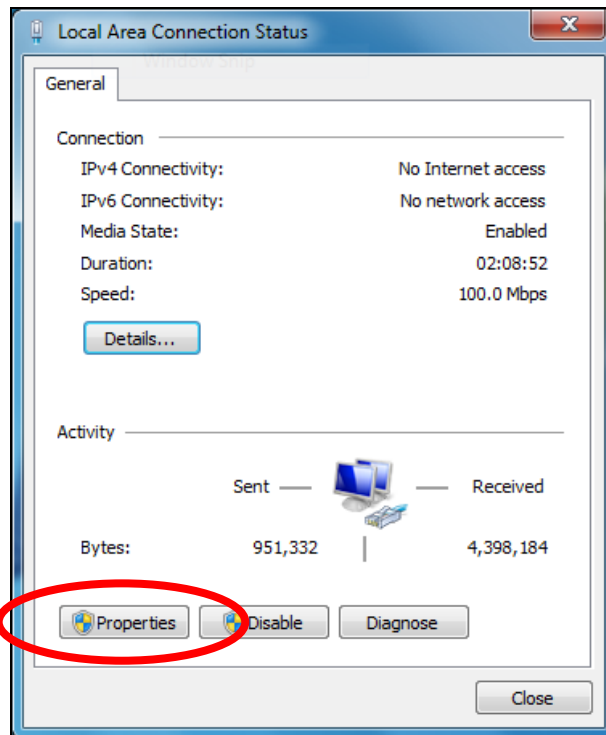 Local Area Connection Status
Window Snip
General
Connection
IPv4 Connectivity: No Internet access
IPv6 Connectivity: No network access
Media State: Enabled
Duration: 02:08:52
Speed: 100.0 Mbps
Details...
Activity
Sent Received
Bytes: 951,332 4,398,184
Properties Disable Diagnose
Close